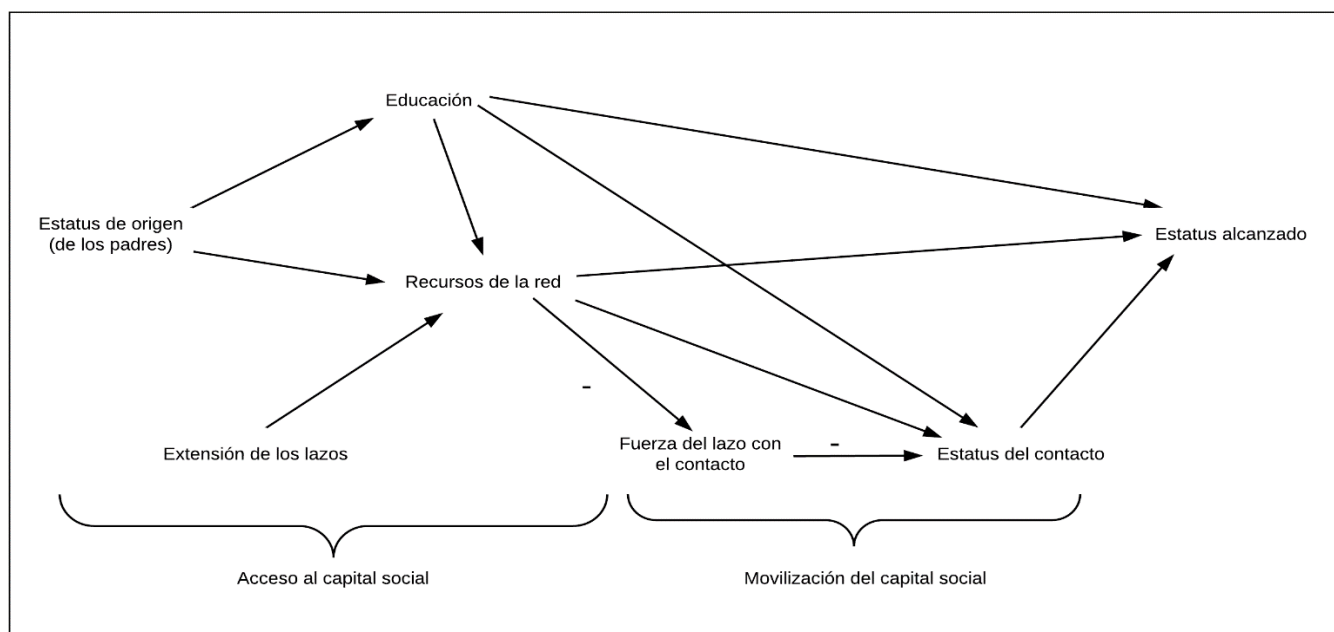 Educación
Estatus de origen
(de los padres)
Estatus alcanzado
Recursos de la red
-
-
Extensión de los lazos
Fuerza del lazo con
el contacto
Estatus del contacto
Acceso al capital social
Movilización del capital social